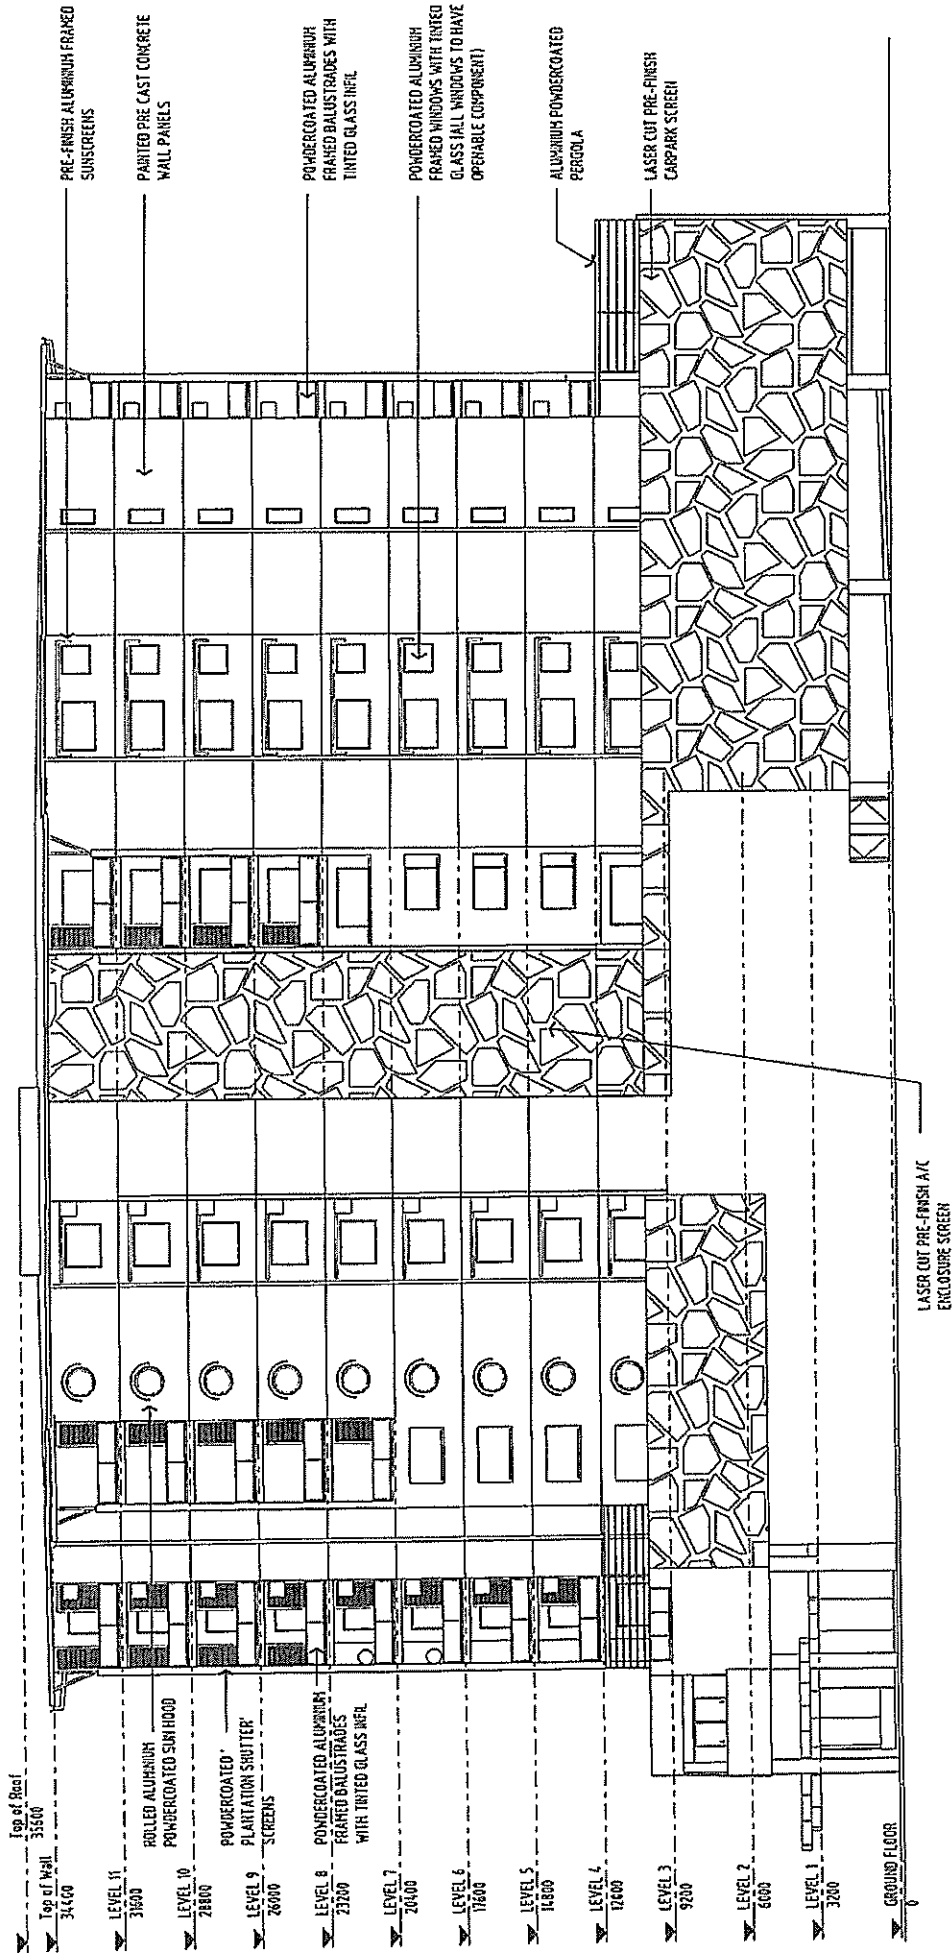 PRE-FINISH ALUMINIUM FRAMED
SUNSCREENS
PAINTED PRE CAST CONCRETE
WALL PANELS
POWDERCOATED ALUMINIUM
FRAMED BALUSTRADES WITH
TINTED GLASS INFIL
POWDERCOATED ALUMINIUM
FRAMED WINDOWS WITH TINTED
GLASS (ALL WINDOWS TO HAVE
OPENABLE COMPONENT)
ALUMINIUM POWDERCOATED
PERGOLA
LASER CUT PRE-FINISH
CARPARK SCREEN
LASER CUT PRE-FINISH A/C
ENCLOSURE SCREEN
ROLLED ALUMINIUM
POWDERCOATED SUN HOOD
POWDERCOATED '
PLANTATION SHUTTER'
SCREENS
POWDERCOATED ALUMINIUM
FRAMED BALUSTRADES
WITH TINTED GLASS INFIL
Top of Roof
35600
Top of Wall
34400
LEVEL 11
31600
LEVEL 10
28800
LEVEL 9
26000
LEVEL 8
23200
LEVEL 7
20400
LEVEL 6
17600
LEVEL 5
14800
LEVEL 4
12000
LEVEL 3
9200
LEVEL 2
6000
LEVEL 1
3200
GROUND FLOOR
0